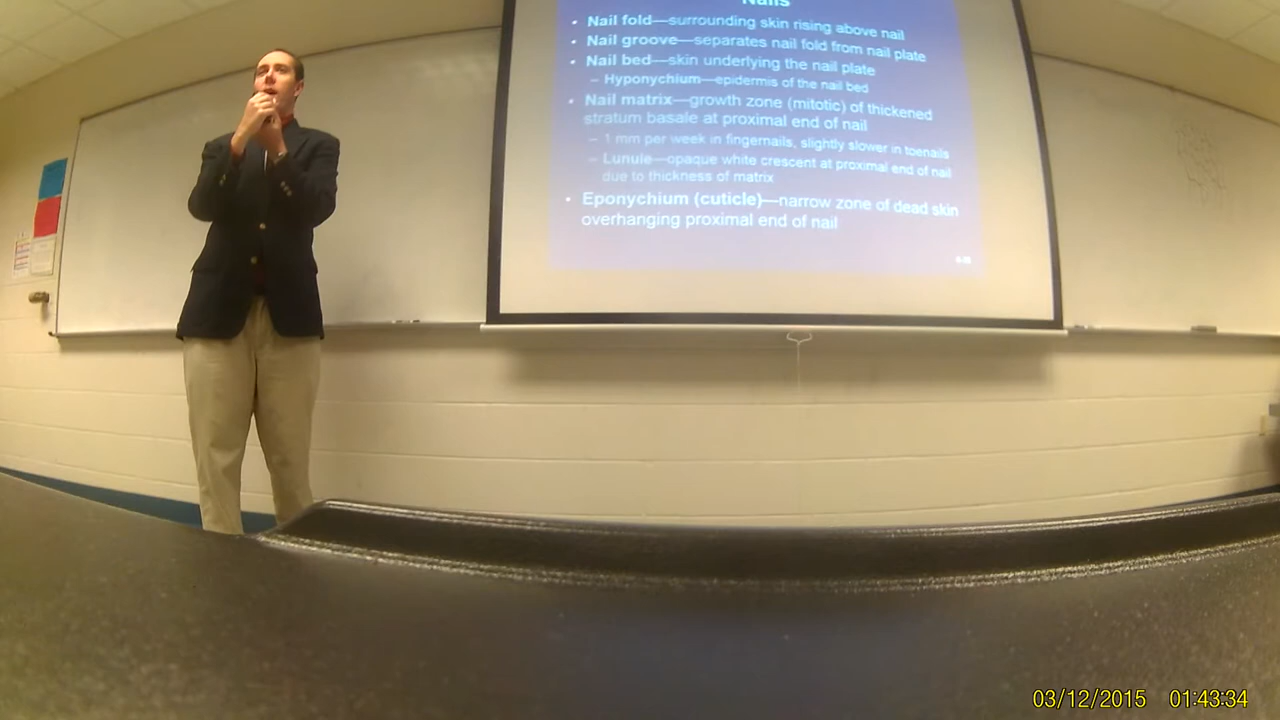 Nails
• Nail fold—surrounding skin rising above nail
• Nail groove—separates nail fold from nail plate
• Nail bed—skin underlying the nail plate
– Hyponychium—epidermis of the nail bed
• Nail matrix—growth zone (mitotic) of thickened
stratum basale at proximal end of nail
– 1 mm per week in fingernails, slightly slower in toenails
– Lunule—opaque white crescent at proximal end of nail
due to thickness of matrix
• Eponychium (cuticle)—narrow zone of dead skin
overhanging proximal end of nail
03/12/2015 01:43:34